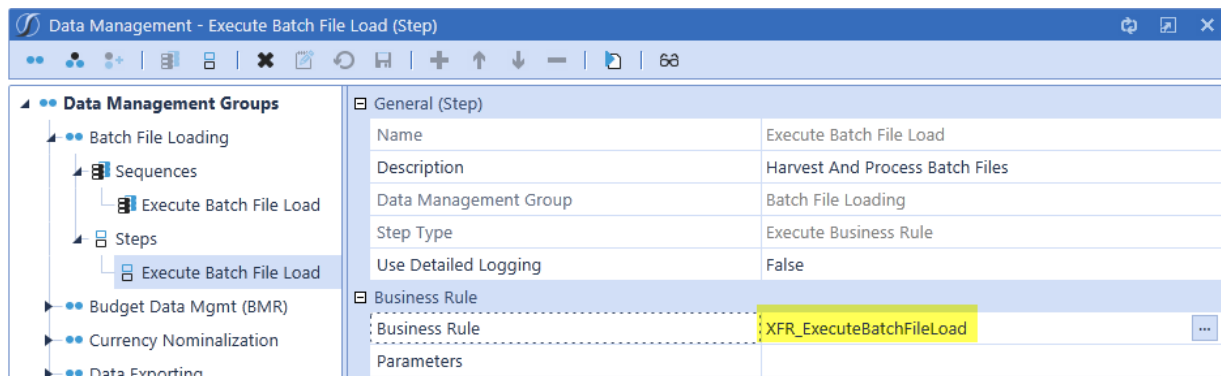 Data Management - Execute Batch File Load (Step)
Data Management Groups
Batch File Loading
Sequences
Execute Batch File Load
Steps
Execute Batch File Load
Budget Data Mgmt (BMR)
Currency Nominalization
Data Exporting
General (Step)
Name Execute Batch File Load
Description Harvest And Process Batch Files
Data Management Group Batch File Loading
Step Type Execute Business Rule
Use Detailed Logging False
Business Rule
Business Rule XFR_ExecuteBatchFileLoad ...
Parameters